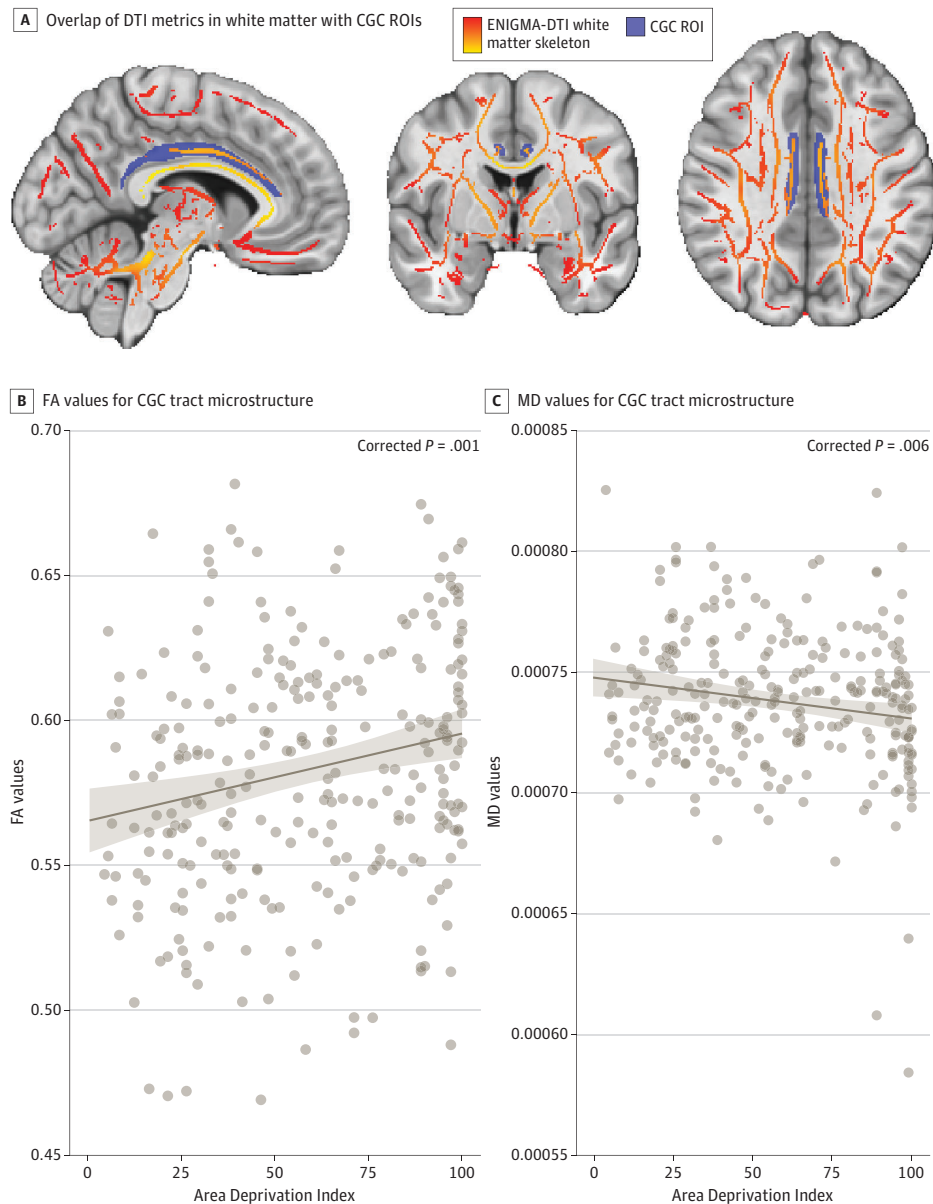 A Overlap of DTI metrics in white matter with CGC ROIs
ENIGMA-DTI white
matter skeleton
CGC ROI
B FA values for CGC tract microstructure
Corrected P = .001
0.70
0.65
0.60
0.55
0.50
0.45
FA values
0 25 50 75 100
Area Deprivation Index
C MD values for CGC tract microstructure
Corrected P = .006
0.00085
0.00080
0.00075
0.00070
0.00065
0.00060
0.00055
MD values
0 25 50 75 100
Area Deprivation Index